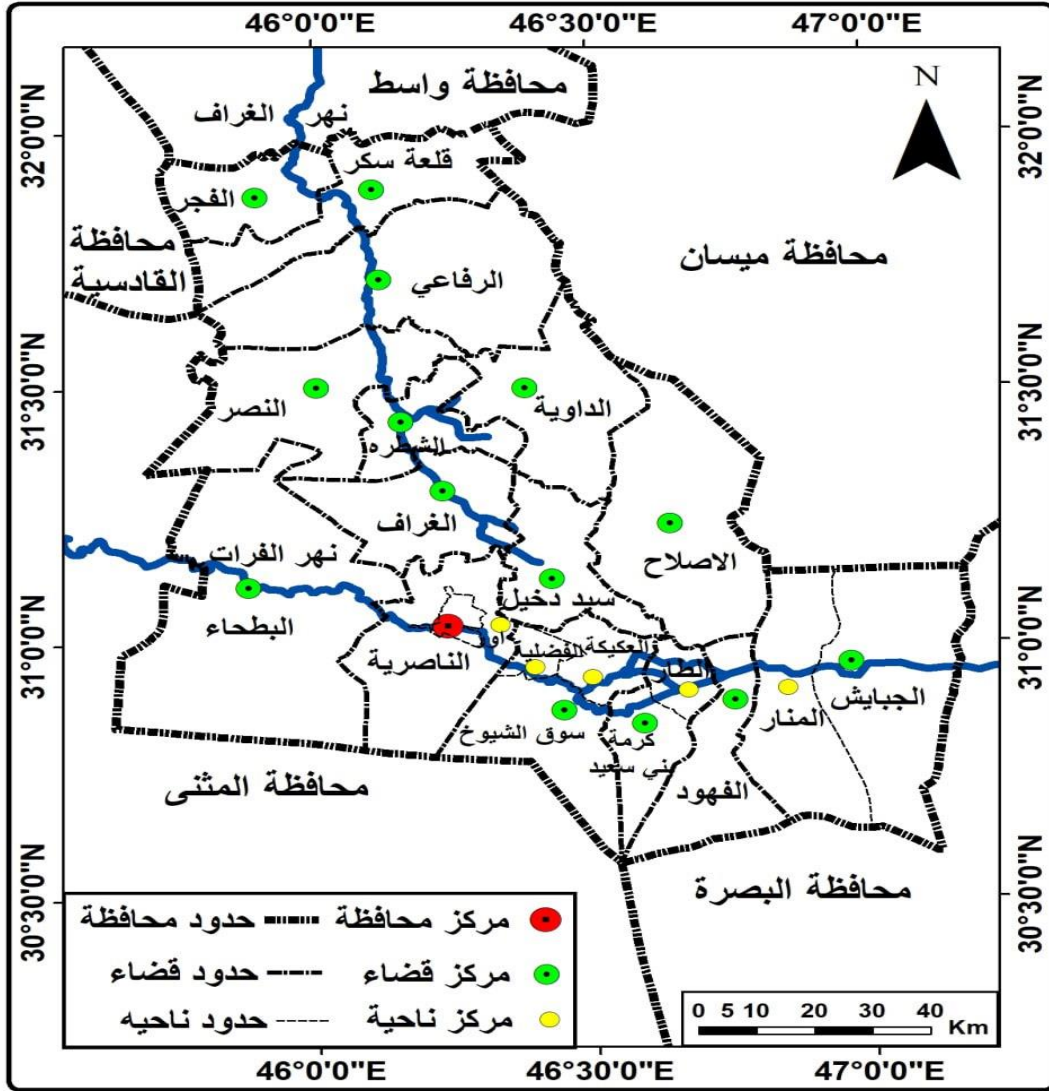 46°0'0"E
46°30'0"E
47°0'0"E
N
محافظة واسط
نهر الغراف
32°0'0"N
32°0'0"N
قلعة سكر
الفجر
محافظة
القادسية
محافظة ميسان
الرفاعي
31°30'0"N
31°30'0"N
النصر
الداوية
الشطره
الغراف
الاصلاح
نهر الفرات
سيد دخيل
البطحاء
اور
العكيكة
الفضلية
31°0'0"N
31°0'0"N
الناصرية
الطار
الجبايش
المنار
سوق الشيوخ
كرمة
بني سعيد
الفهود
محافظة المثنى
محافظة البصرة
30°30'0"N
30°30'0"N
مركز محافظة
حدود محافظة
مركز قضاء
حدود قضاء
مركز ناحية
حدود ناحيه
0 5 10 20 30 40
Km
46°0'0"E
46°30'0"E
47°0'0"E